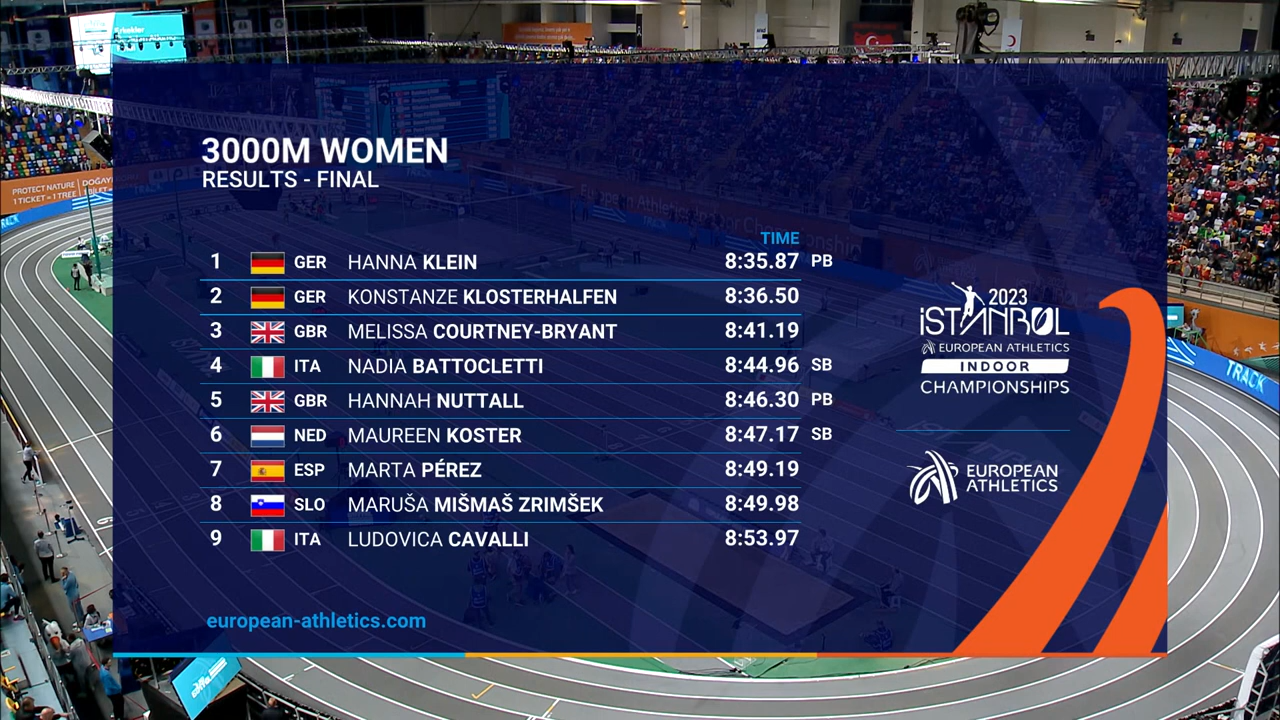 3000M WOMEN
RESULTS - FINAL
TIME
1 GER HANNA KLEIN 8:35.87 PB
2 GER KONSTANZE KLOSTERHALFEN 8:36.50
3 GBR MELISSA COURTNEY-BRYANT 8:41.19
4 ITA NADIA BATTOCLETTI 8:44.96 SB
5 GBR HANNAH NUTTALL 8:46.30 PB
6 NED MAUREEN KOSTER 8:47.17 SB
7 ESP MARTA PÉREZ 8:49.19
8 SLO MARUŠA MIŠMAŠ ZRIMŠEK 8:49.98
9 ITA LUDOVICA CAVALLI 8:53.97
european-athletics.com
2023
iSTANBUL
EUROPEAN ATHLETICS
INDOOR
CHAMPIONSHIPS
EUROPEAN
ATHLETICS
PROTECT NATURE
1 TICKET = 1 TREE
TRACK